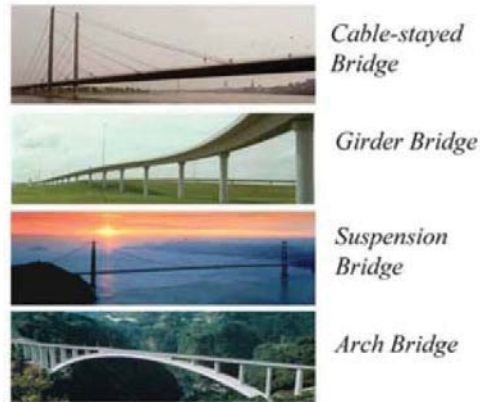 Cable-stayed
Bridge
Girder Bridge
Suspension
Bridge
Arch Bridge